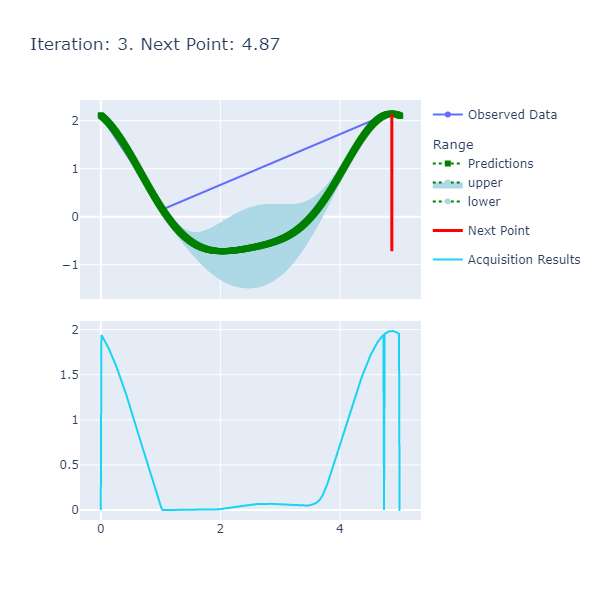 Iteration: 3. Next Point: 4.87
2
1
0
−1
Observed Data
Range
Predictions
upper
lower
Next Point
Acquisition Results
2
1.5
1
0.5
0
0
2
4